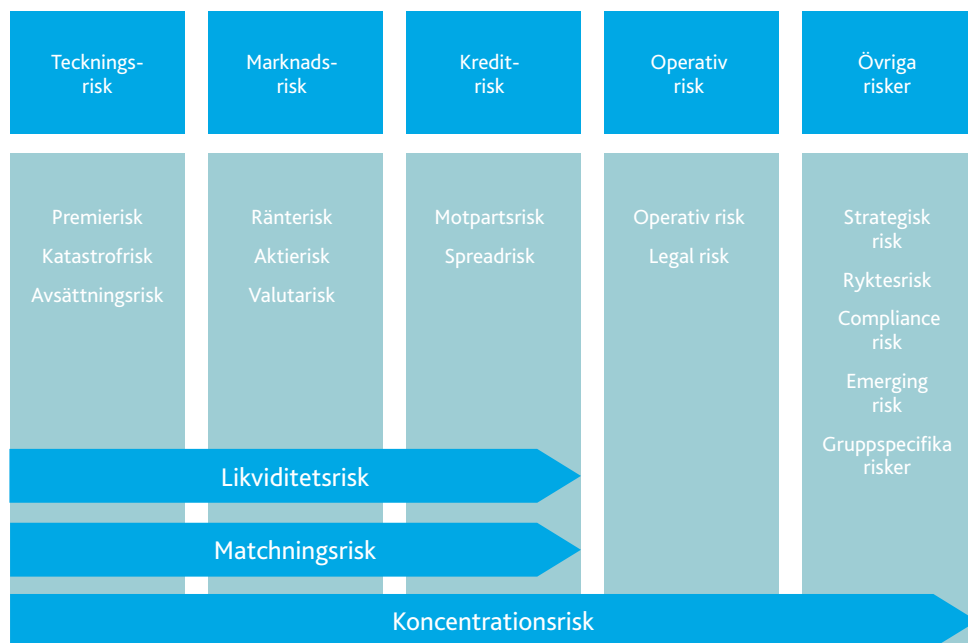 Tecknings-
risk
Marknads-
risk
Kredit-
risk
Operativ
risk
Övriga
risker
Premierisk
Katastrofrisk
Avsättningsrisk
Ränterisk
Aktierisk
Valutarisk
Motpartsrisk
Spreadrisk
Operativ risk
Legal risk
Strategisk
risk
Ryktesrisk
Compliance
risk
Emerging
risk
Gruppspecifika
risker
Likviditetsrisk
Matchningsrisk
Koncentrationsrisk